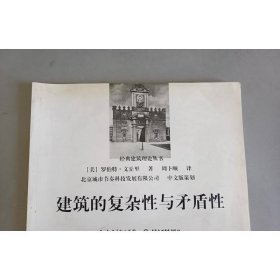 经典建筑理论丛书
[美] 罗伯特·文丘里 著 周卜颐 译
北京城市节奏科技发展有限公司 中文版策划
建筑的复杂性与矛盾性